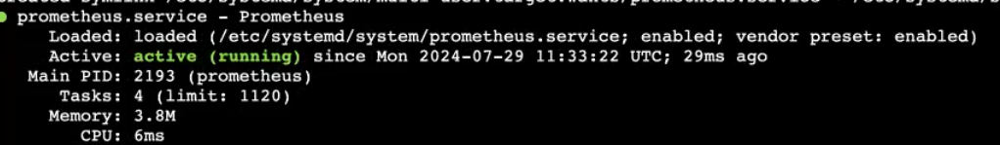 prometheus.service - Prometheus
Loaded: loaded (/etc/systemd/system/prometheus.service; enabled; vendor preset: enabled)
Active: active (running) since Mon 2024-07-29 11:33:22 UTC; 29ms ago
Main PID: 2193 (prometheus)
Tasks: 4 (limit: 1120)
Memory: 3.8M
CPU: 6ms